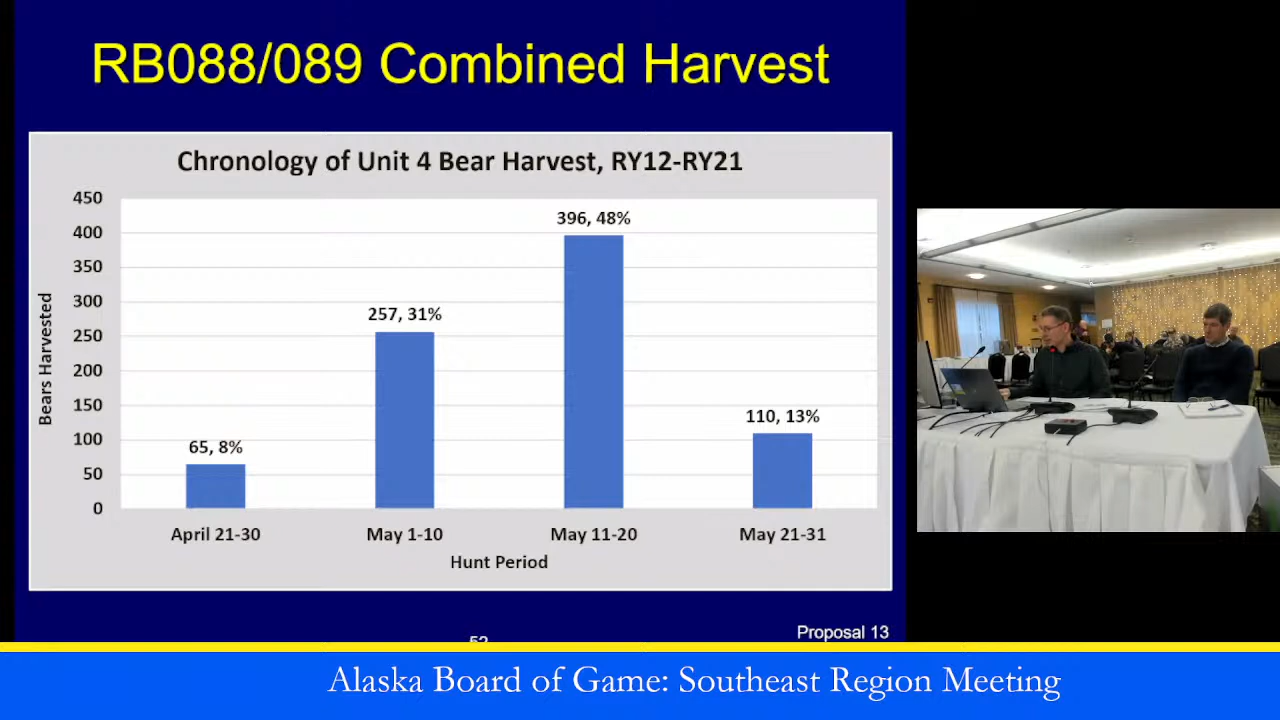 RB088/089 Combined Harvest
Chronology of Unit 4 Bear Harvest, RY12-RY21
Bears Harvested
450
400
350
300
250
200
150
100
50
0
65, 8%
257, 31%
396, 48%
110, 13%
April 21-30
May 1-10
May 11-20
May 21-31
Hunt Period
52
Proposal 13
Alaska Board of Game: Southeast Region Meeting